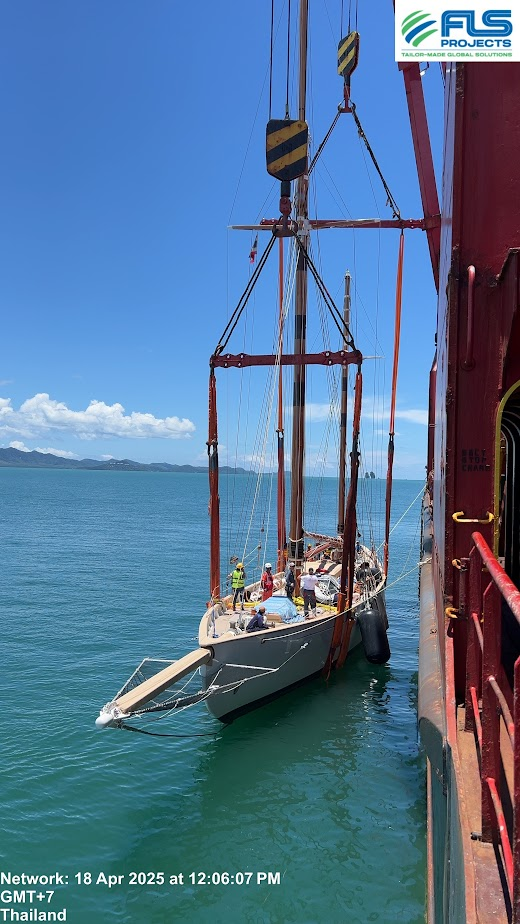 FLS
PROJECTS
TAILOR-MADE GLOBAL SOLUTIONS
Network: 18 Apr 2025 at 12:06:07 PM
GMT+7
Thailand